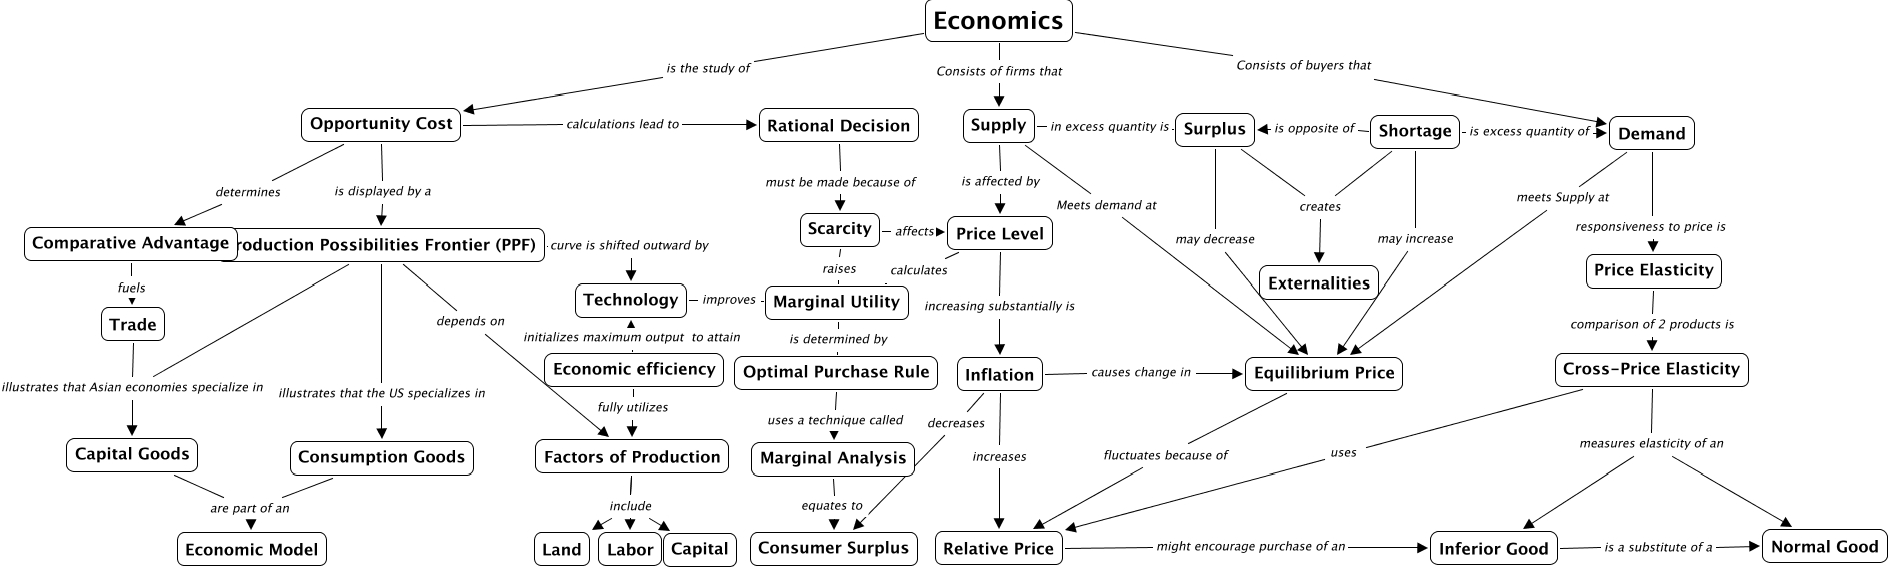 Economics
is the study of
Consists of firms that
Consists of buyers that
Opportunity Cost
calculations lead to
Rational Decision
Supply
in excess quantity is
Surplus
is opposite of
Shortage
is excess quantity of
Demand
determines
is displayed by a
must be made because of
is affected by
Meets demand at
creates
meets Supply at
responsiveness to price is
Comparative Advantage
roduction Possibilities Frontier (PPF)
curve is shifted outward by
Scarcity
affects
Price Level
may decrease
may increase
fuels
raises
calculates
Externalities
Price Elasticity
Trade
depends on
Technology
improves
Marginal Utility
increasing substantially is
comparison of 2 products is
initializes maximum output to attain
is determined by
illustrates that Asian economies specialize in
illustrates that the US specializes in
Economic efficiency
Optimal Purchase Rule
Inflation
causes change in
Equilibrium Price
Cross-Price Elasticity
fully utilizes
uses a technique called
decreases
measures elasticity of an
Capital Goods
Consumption Goods
Factors of Production
Marginal Analysis
increases
fluctuates because of
uses
are part of an
include
equates to
Economic Model
Land
Labor
Capital
Consumer Surplus
Relative Price
might encourage purchase of an
Inferior Good
is a substitute of a
Normal Good